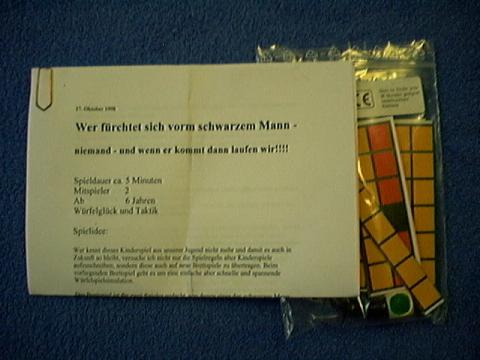 27. Oktober 1998
Wer fürchtet sich vorm schwarzem Mann -
niemand - und wenn er kommt dann laufen wir!!!!
Spieldauer ca. 5 Minuten
Mitspieler 2
Ab 6 Jahren
Würfelglück und Taktik
Spielidee:
Wer kennt dieses Kinderspiel aus unserer Jugend nicht mehr und damit es auch in
Zukunft so bleibt, versuche ich nicht nur die Spielregeln alter Kinderspiele
aufzuschreiben, sondern diese auch auf neue Brettspiele zu übertragen. Beim
vorliegenden Brettspiel geht es um eine einfache aber schnelle und spannende
Würfelspielsimulation.
CE